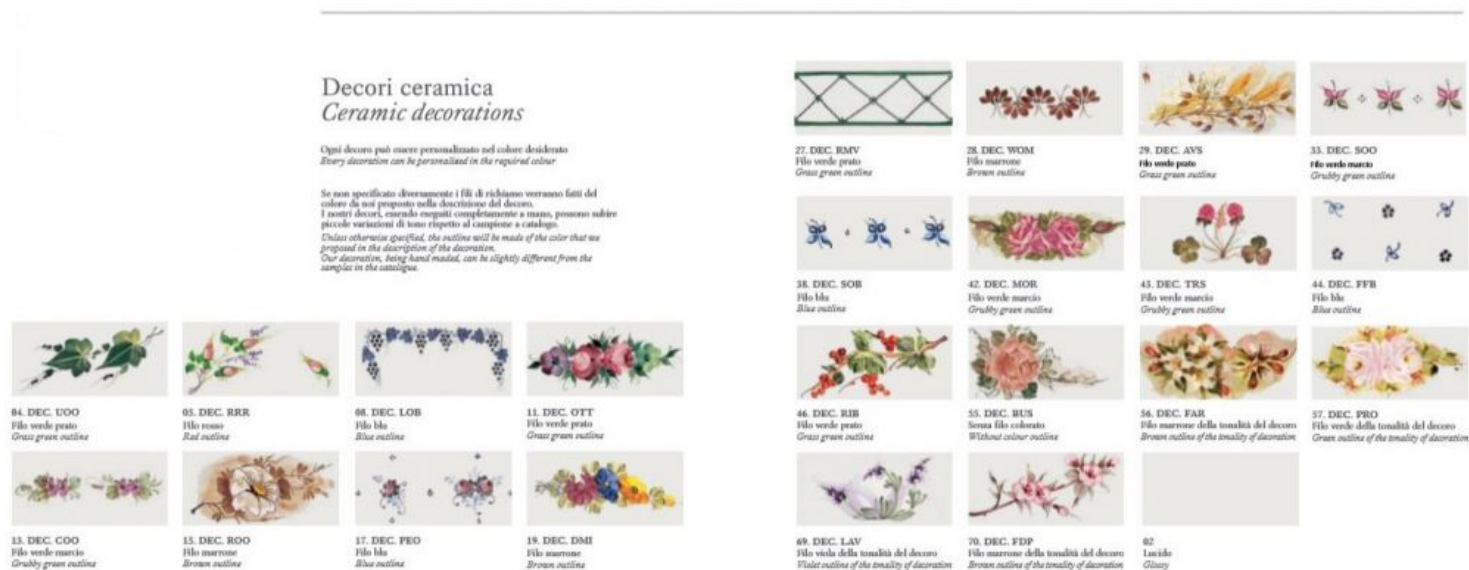 Decori ceramica
Ceramic decorations
Ogni decoro può essere personalizzato nel colore desiderato
Every decoration can be personalised in the required colour
Se non specificato diversamente i fili di richiamo verranno fatti del
colore da noi proposto nella descrizione del decoro.
I nostri decori, essendo eseguiti completamente a mano, possono subire
piccole variazioni di tono rispetto al campione a catalogo.
Unless otherwise specified, the outline will be made of the color that we
proposed in the description of the decoration.
Our decoration, being hand maded, can be slightly different from the
samples in the catalogue.
04. DEC. UOO
Filo verde prato
Grass green outline
05. DEC. RRR
Filo rosso
Red outline
08. DEC. LOB
Filo blu
Blue outline
11. DEC. OTT
Filo verde prato
Grass green outline
13. DEC. COO
Filo verde marcio
Grubby green outline
15. DEC. ROO
Filo marrone
Brown outline
17. DEC. PEO
Filo blu
Blue outline
19. DEC. DMI
Filo marrone
Brown outline
27. DEC. RMV
Filo verde prato
Grass green outline
28. DEC. WOM
Filo marrone
Brown outline
29. DEC. AVS
Filo verde prato
Grass green outline
33. DEC. SOO
Filo verde marcio
Grubby green outline
38. DEC. SOB
Filo blu
Blue outline
42. DEC. MOR
Filo verde marcio
Grubby green outline
43. DEC. TRS
Filo verde marcio
Grubby green outline
44. DEC. FFB
Filo blu
Blue outline
46. DEC. RIB
Filo verde prato
Grass green outline
55. DEC. BUS
Senza filo colorato
Without colour outline
56. DEC. FAR
Filo marrone della tonalità del decoro
Brown outline of the tonality of decoration
57. DEC. PRO
Filo verde della tonalità del decoro
Green outline of the tonality of decoration
69. DEC. LAV
Filo viola della tonalità del decoro
Violet outline of the tonality of decoration
70. DEC. FDP
Filo marrone della tonalità del decoro
Brown outline of the tonality of decoration
02
Lucido
Glossy